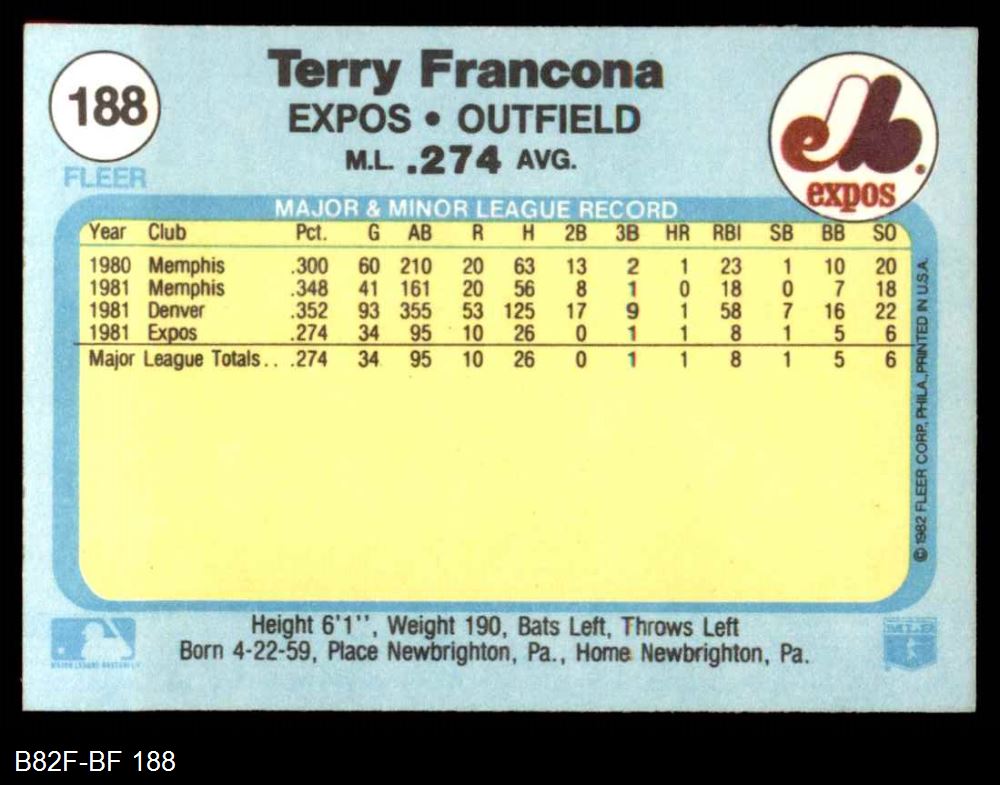 188
FLEER
Terry Francona
EXPOS • OUTFIELD
M.L. .274 AVG.
expos
MAJOR & MINOR LEAGUE RECORD
Year Club Pct. G AB R H 2B 3B HR RBI SB BB SO
1980 Memphis .300 60 210 20 63 13 2 1 23 1 10 20
1981 Memphis .348 41 161 20 56 8 1 0 18 0 7 18
1981 Denver .352 93 355 53 125 17 9 1 58 7 16 22
1981 Expos .274 34 95 10 26 0 1 1 8 1 5 6
Major League Totals.. .274 34 95 10 26 0 1 1 8 1 5 6
© 1982 FLEER CORP., PHILA., PRINTED IN U.S.A.
Height 6'1'', Weight 190, Bats Left, Throws Left
Born 4-22-59, Place Newbrighton, Pa., Home Newbrighton, Pa.
MAJOR LEAGUE BASEBALL
MLB
B82F-BF 188